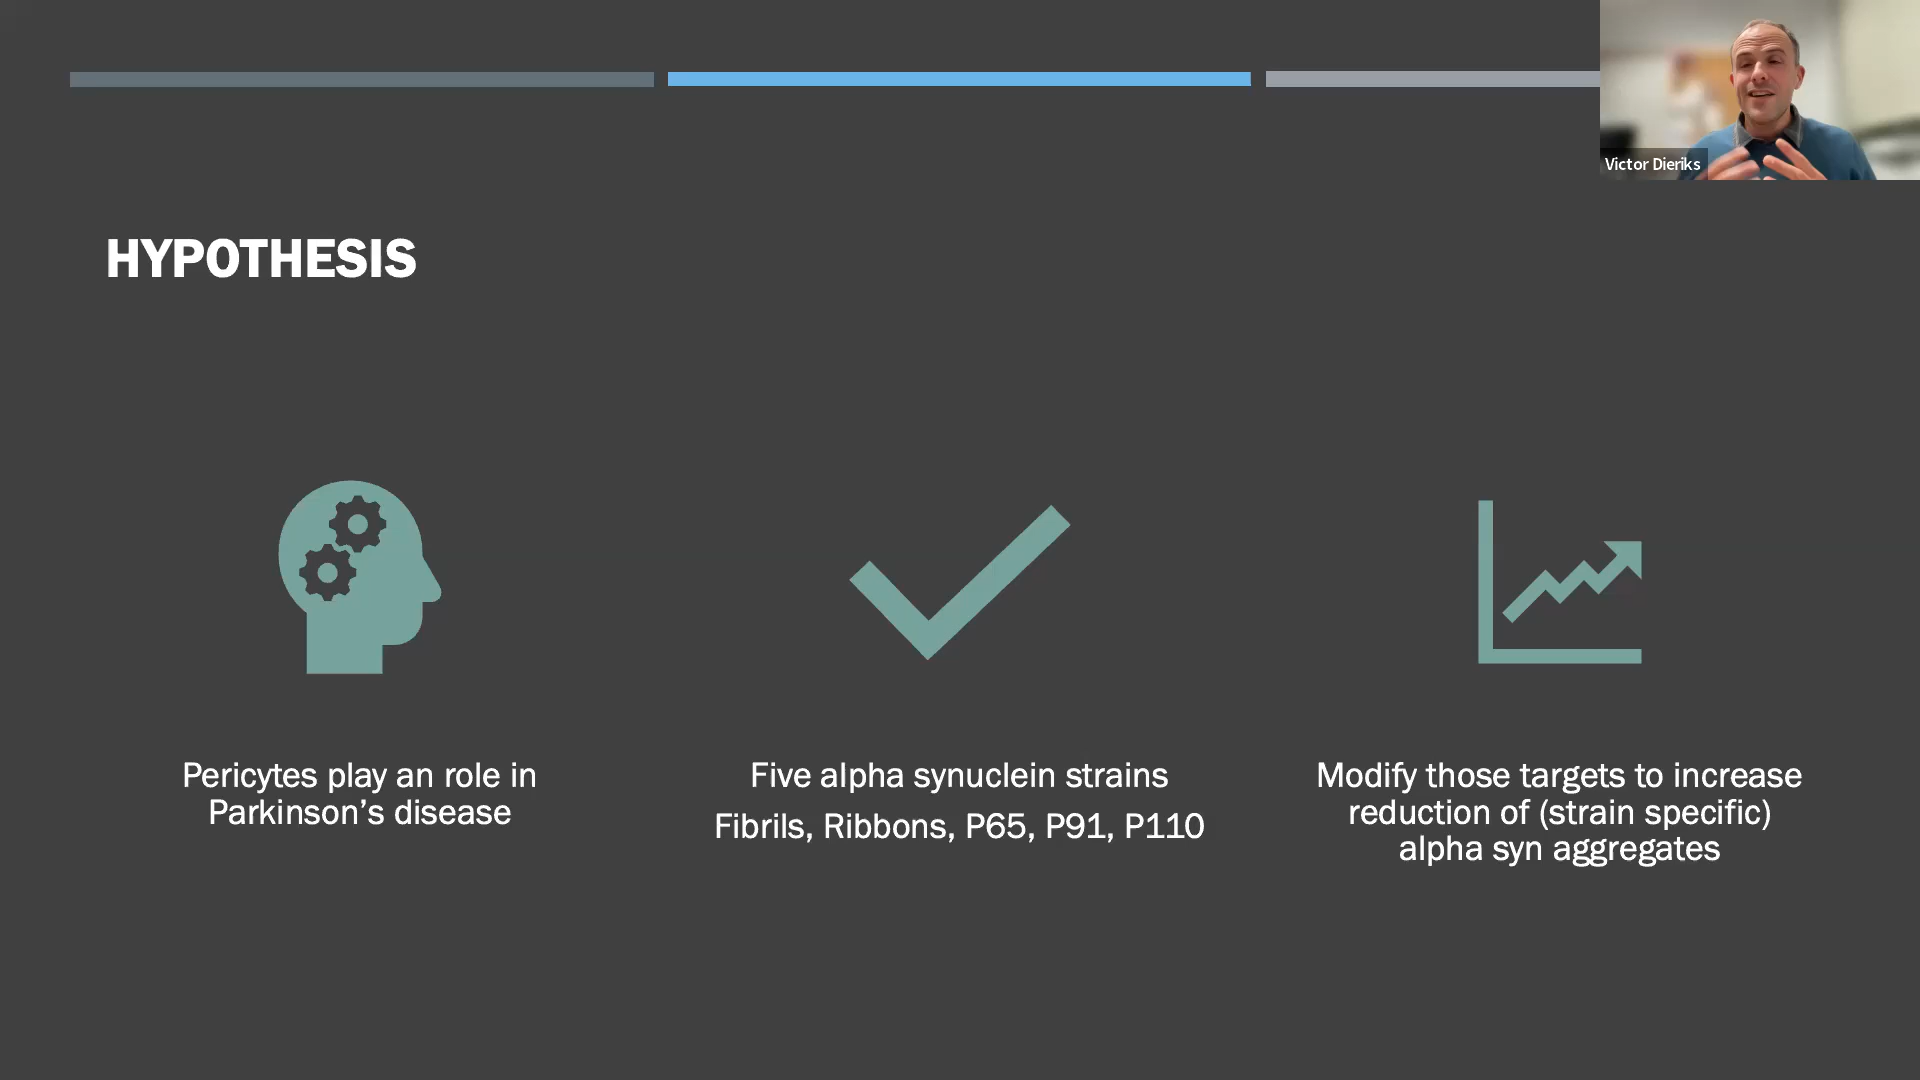 Victor Dieriks
HYPOTHESIS
Pericytes play an role in
Parkinson’s disease
Five alpha synuclein strains
Fibrils, Ribbons, P65, P91, P110
Modify those targets to increase
reduction of (strain specific)
alpha syn aggregates